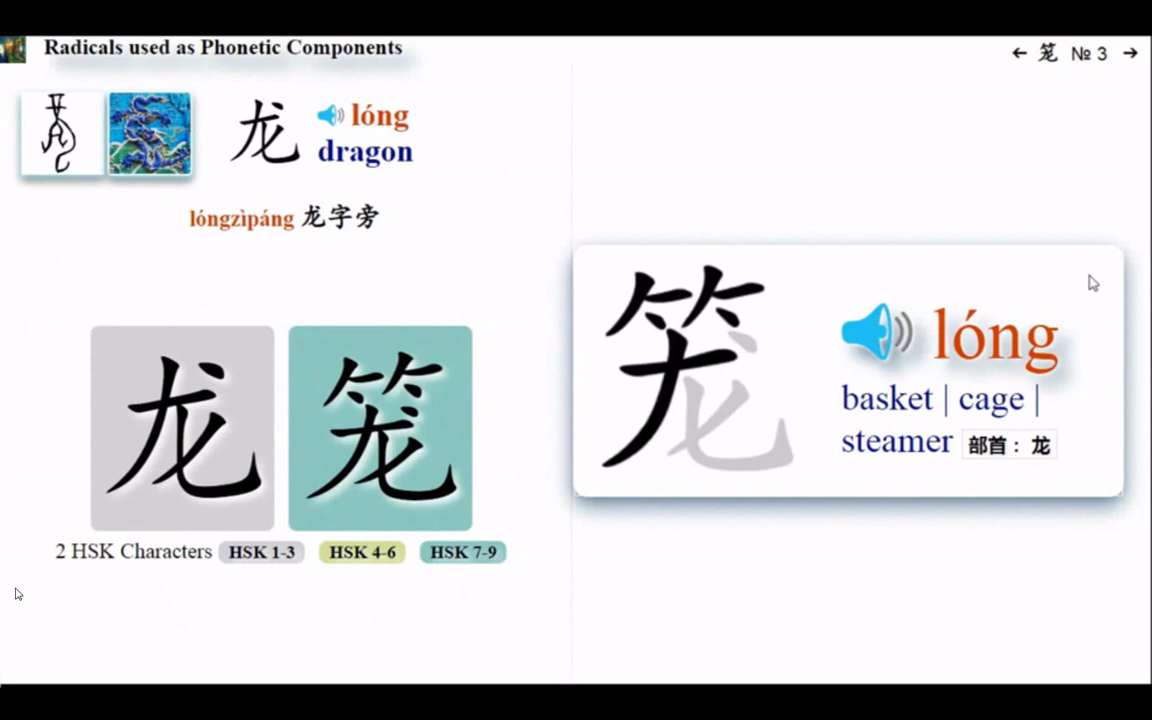 Radicals used as Phonetic Components
← 笼 № 3 →
龙 lóng
dragon
lóngzìpáng 龙字旁
笼 lóng
basket | cage |
steamer 部首： 龙
龙 笼
2 HSK Characters HSK 1-3 HSK 4-6 HSK 7-9